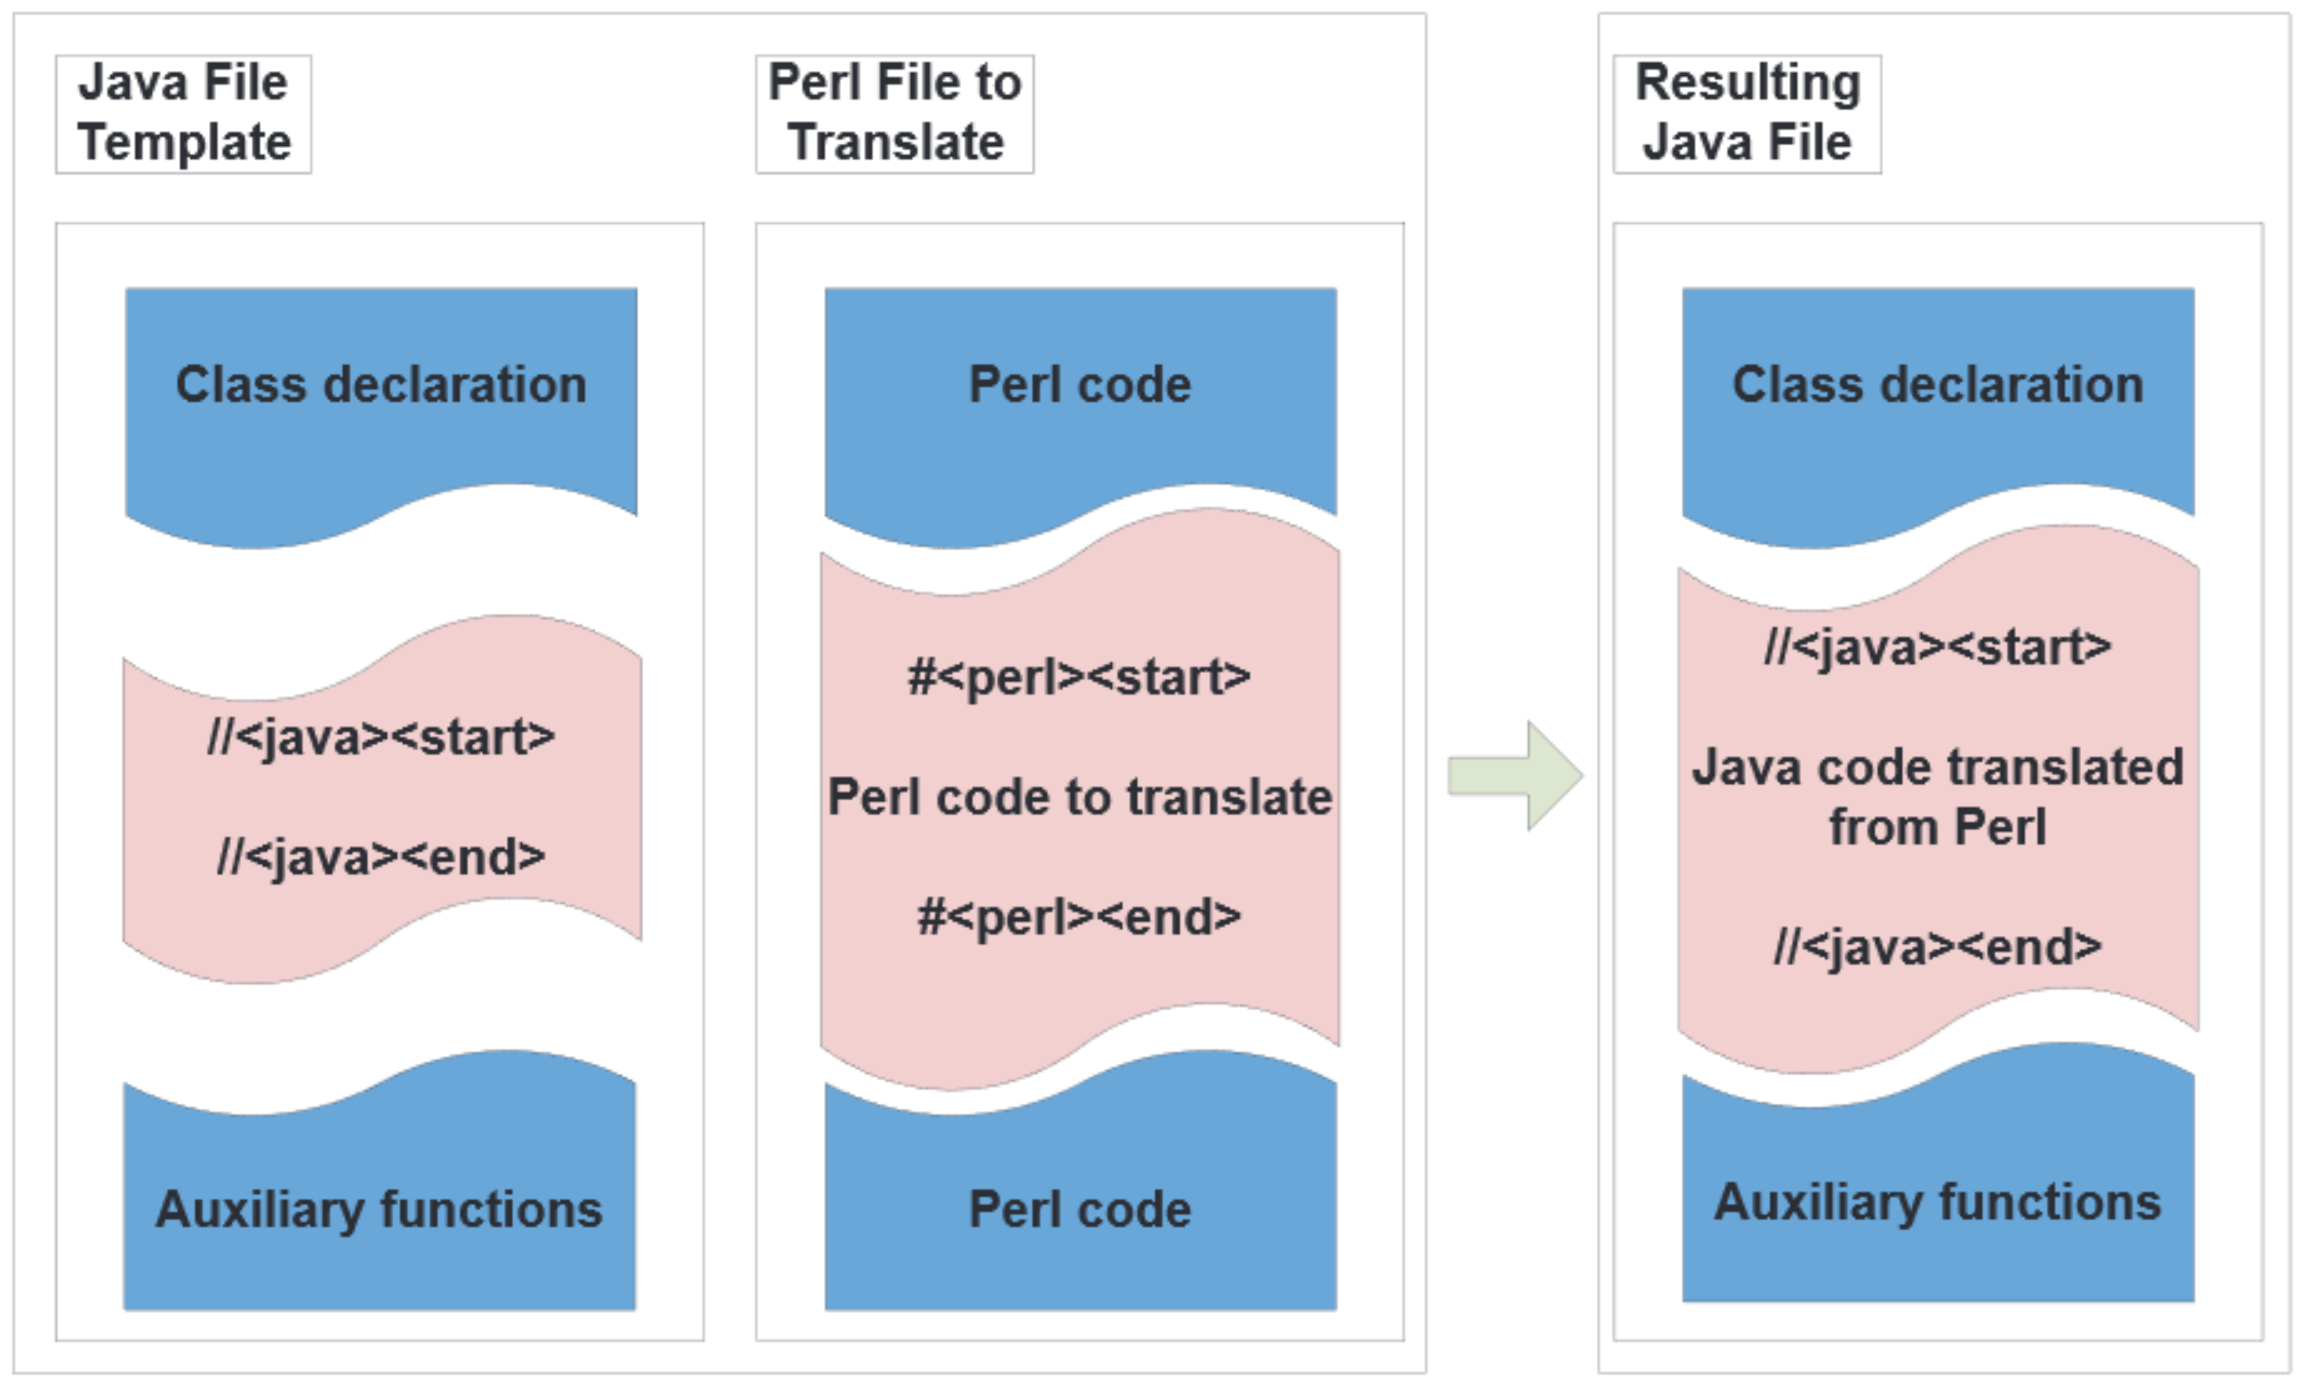 Java File
Template
Class declaration
//<java><start>
//<java><end>
Auxiliary functions
Perl File to
Translate
Perl code
#<perl><start>
Perl code to translate
#<perl><end>
Perl code
Resulting
Java File
Class declaration
//<java><start>
Java code translated
from Perl
//<java><end>
Auxiliary functions